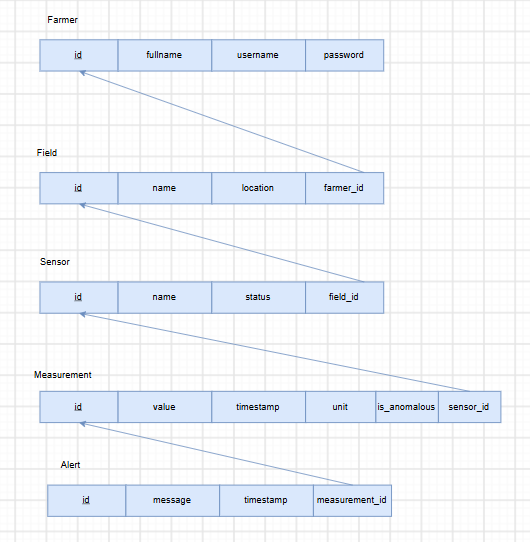 Farmer
id fullname username password
Field
id name location farmer_id
Sensor
id name status field_id
Measurement
id value timestamp unit is_anomalous sensor_id
Alert
id message timestamp measurement_id